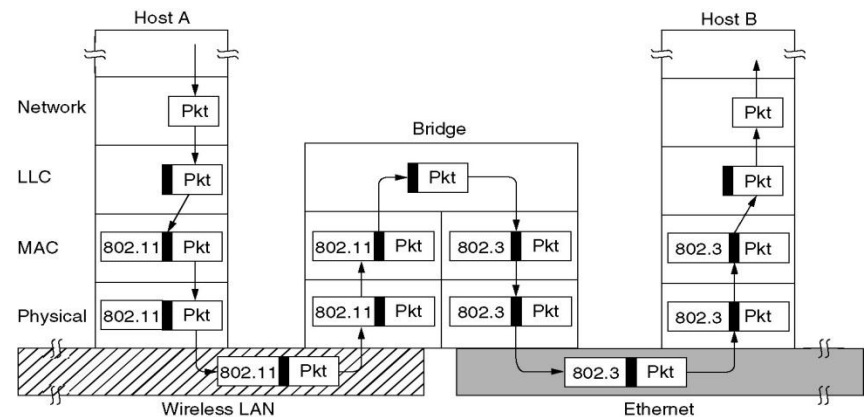 Host A
Host B
Network
Pkt
Pkt
Bridge
LLC
Pkt
Pkt
Pkt
MAC
802.11 Pkt
802.11 Pkt
802.3 Pkt
802.3 Pkt
Physical
802.11 Pkt
802.11 Pkt
802.3 Pkt
802.3 Pkt
802.11 Pkt
802.3 Pkt
Wireless LAN
Ethernet